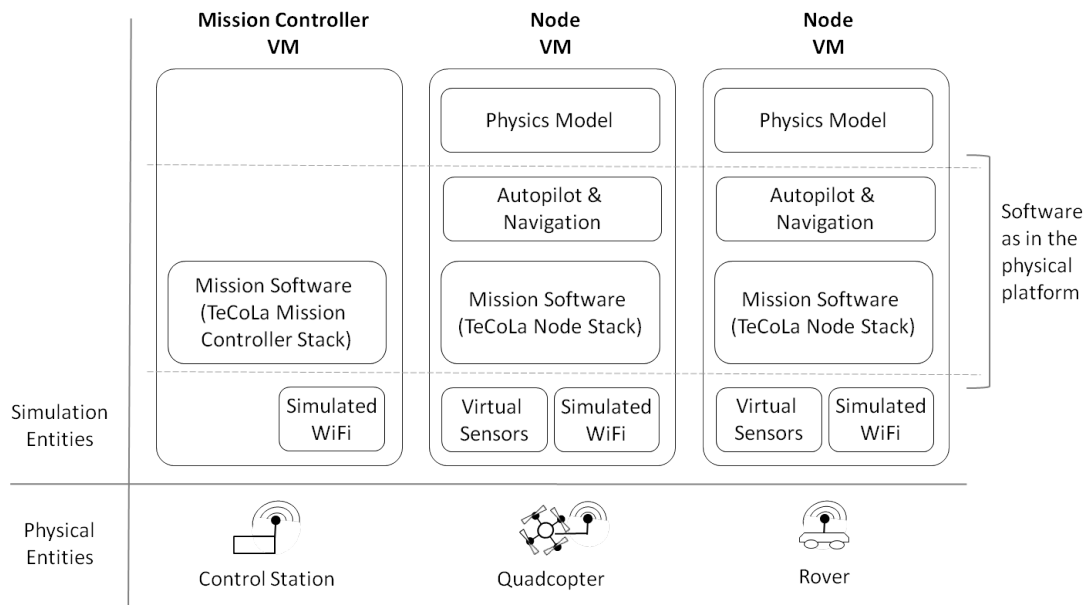 Mission Controller
VM
Node
VM
Node
VM
Physics Model
Physics Model
Autopilot &
Navigation
Autopilot &
Navigation
Software
as in the
physical
platform
Mission Software
(TeCoLa Mission
Controller Stack)
Mission Software
(TeCoLa Node Stack)
Mission Software
(TeCoLa Node Stack)
Simulation
Entities
Simulated
WiFi
Virtual
Sensors
Simulated
WiFi
Virtual
Sensors
Simulated
WiFi
Physical
Entities
Control Station
Quadcopter
Rover